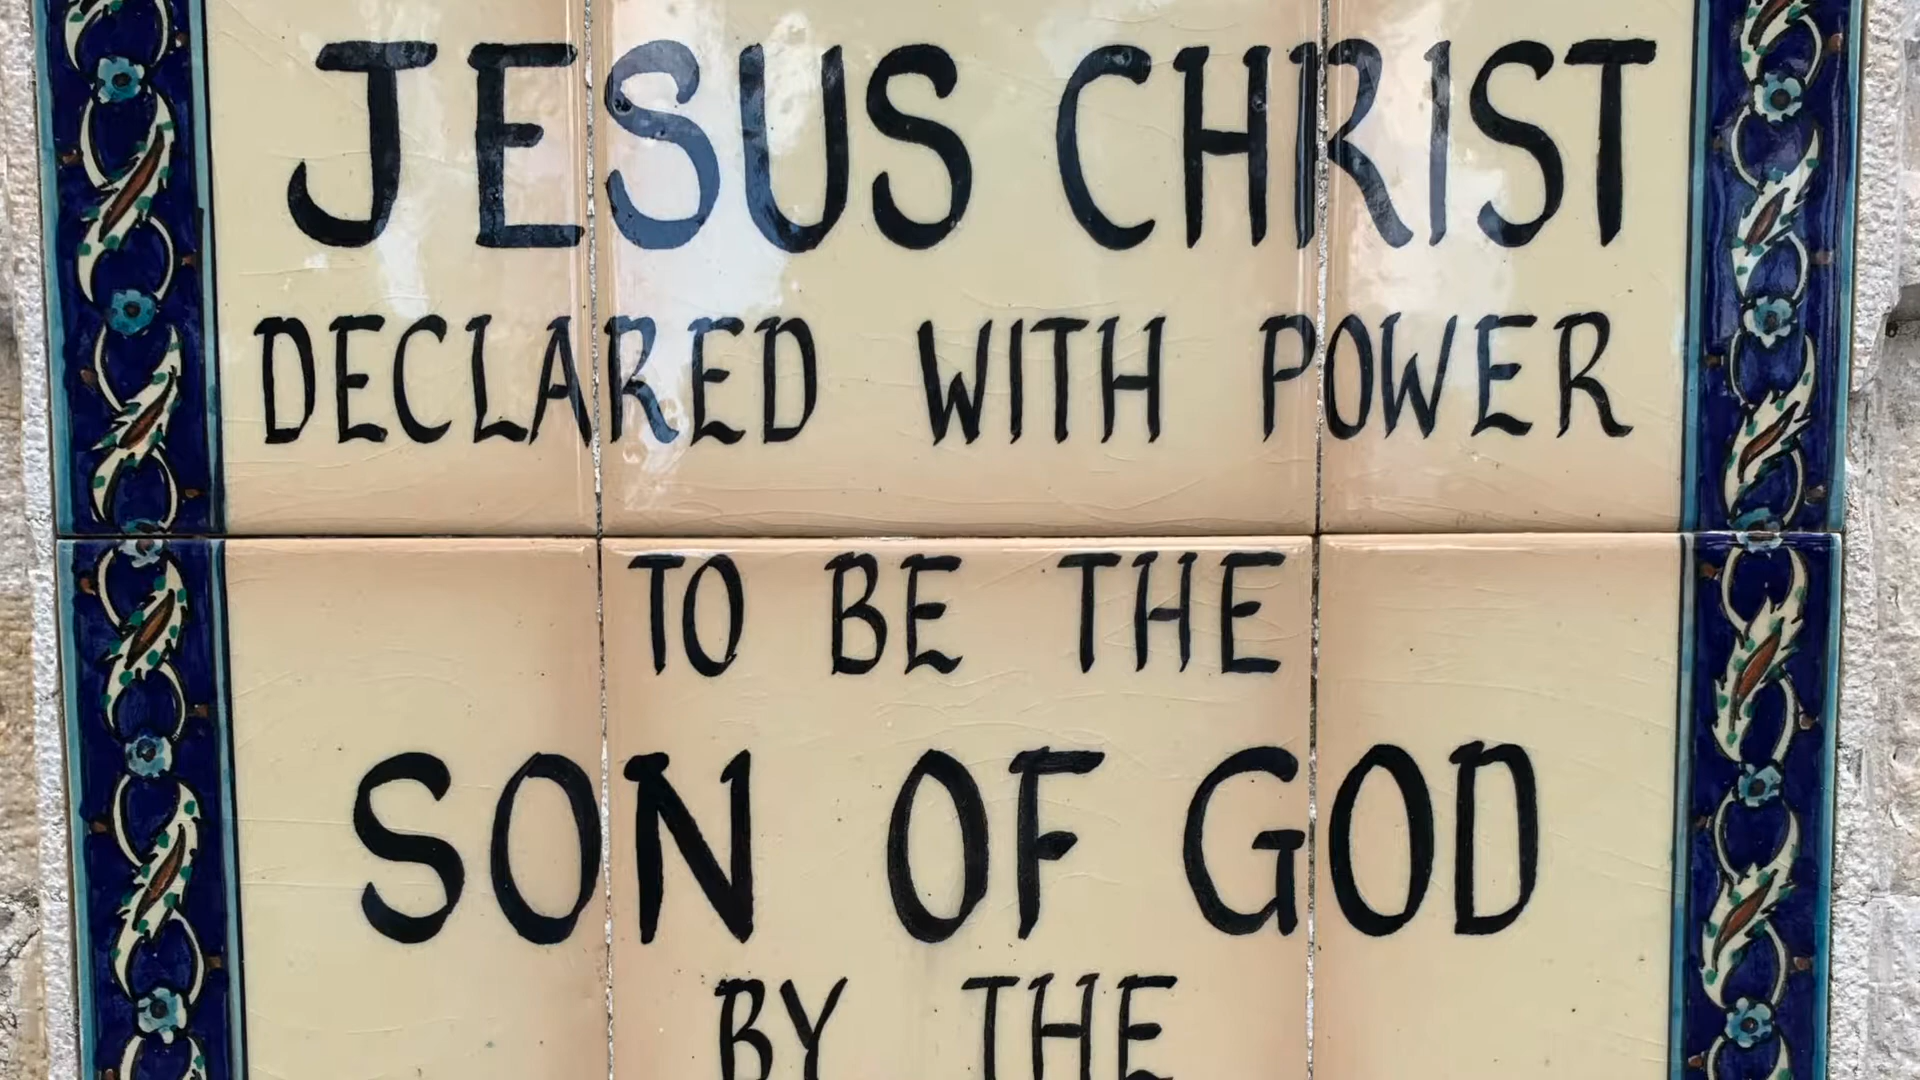 JESUS CHRIST
DECLARED WITH POWER
TO BE THE
SON OF GOD
BY THE